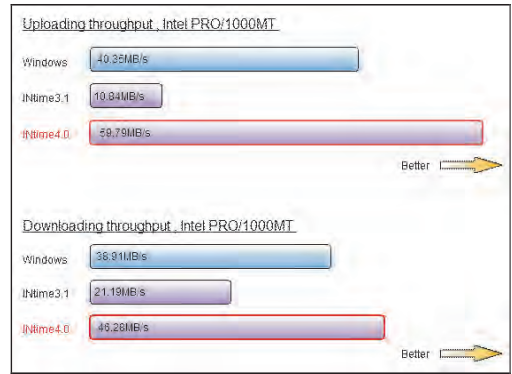 Uploading throughput , Intel PRO/1000MT
Windows 40.35MB/s
INtime3.1 10.84MB/s
INtime4.0 59.79MB/s
Better
Downloading throughput , Intel PRO/1000MT
Windows 36.91MB/s
INtime3.1 21.19MB/s
INtime4.0 46.28MB/s
Better